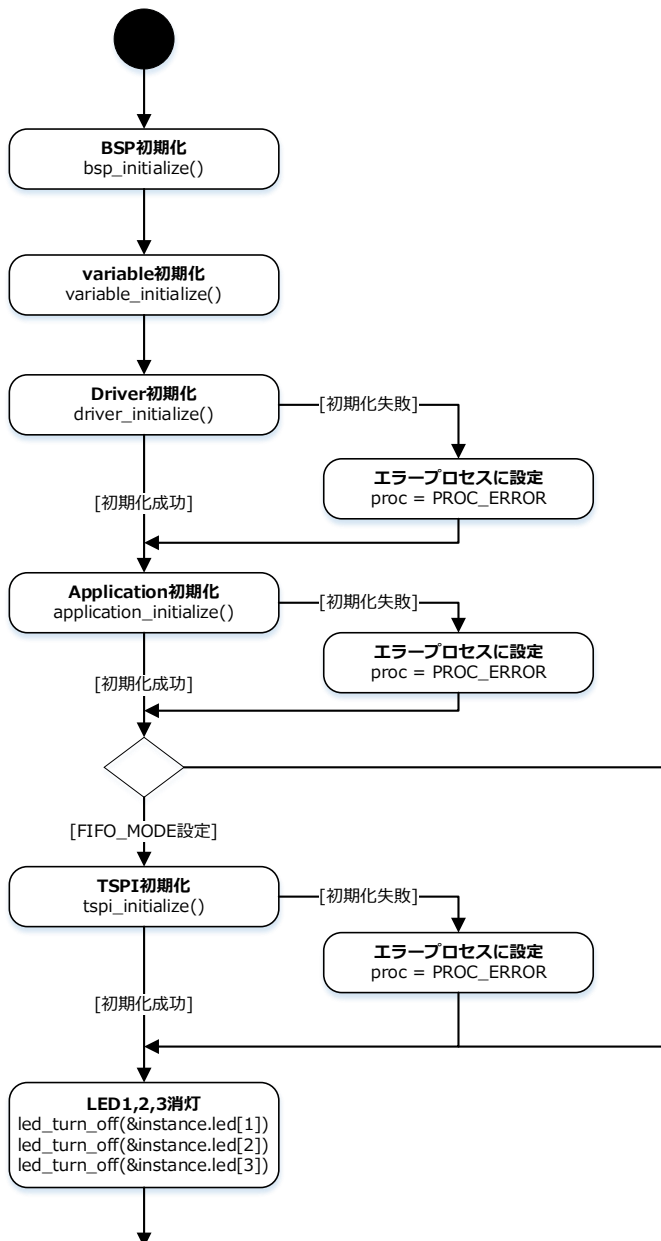 BSP初期化
bsp_initialize()
variable初期化
variable_initialize()
Driver初期化
driver_initialize()
[初期化失敗]
エラープロセスに設定
proc = PROC_ERROR
[初期化成功]
Application初期化
application_initialize()
[初期化失敗]
エラープロセスに設定
proc = PROC_ERROR
[初期化成功]
[FIFO_MODE設定]
TSPI初期化
tspi_initialize()
[初期化失敗]
エラープロセスに設定
proc = PROC_ERROR
[初期化成功]
LED1,2,3消灯
led_turn_off(&instance.led[1])
led_turn_off(&instance.led[2])
led_turn_off(&instance.led[3])